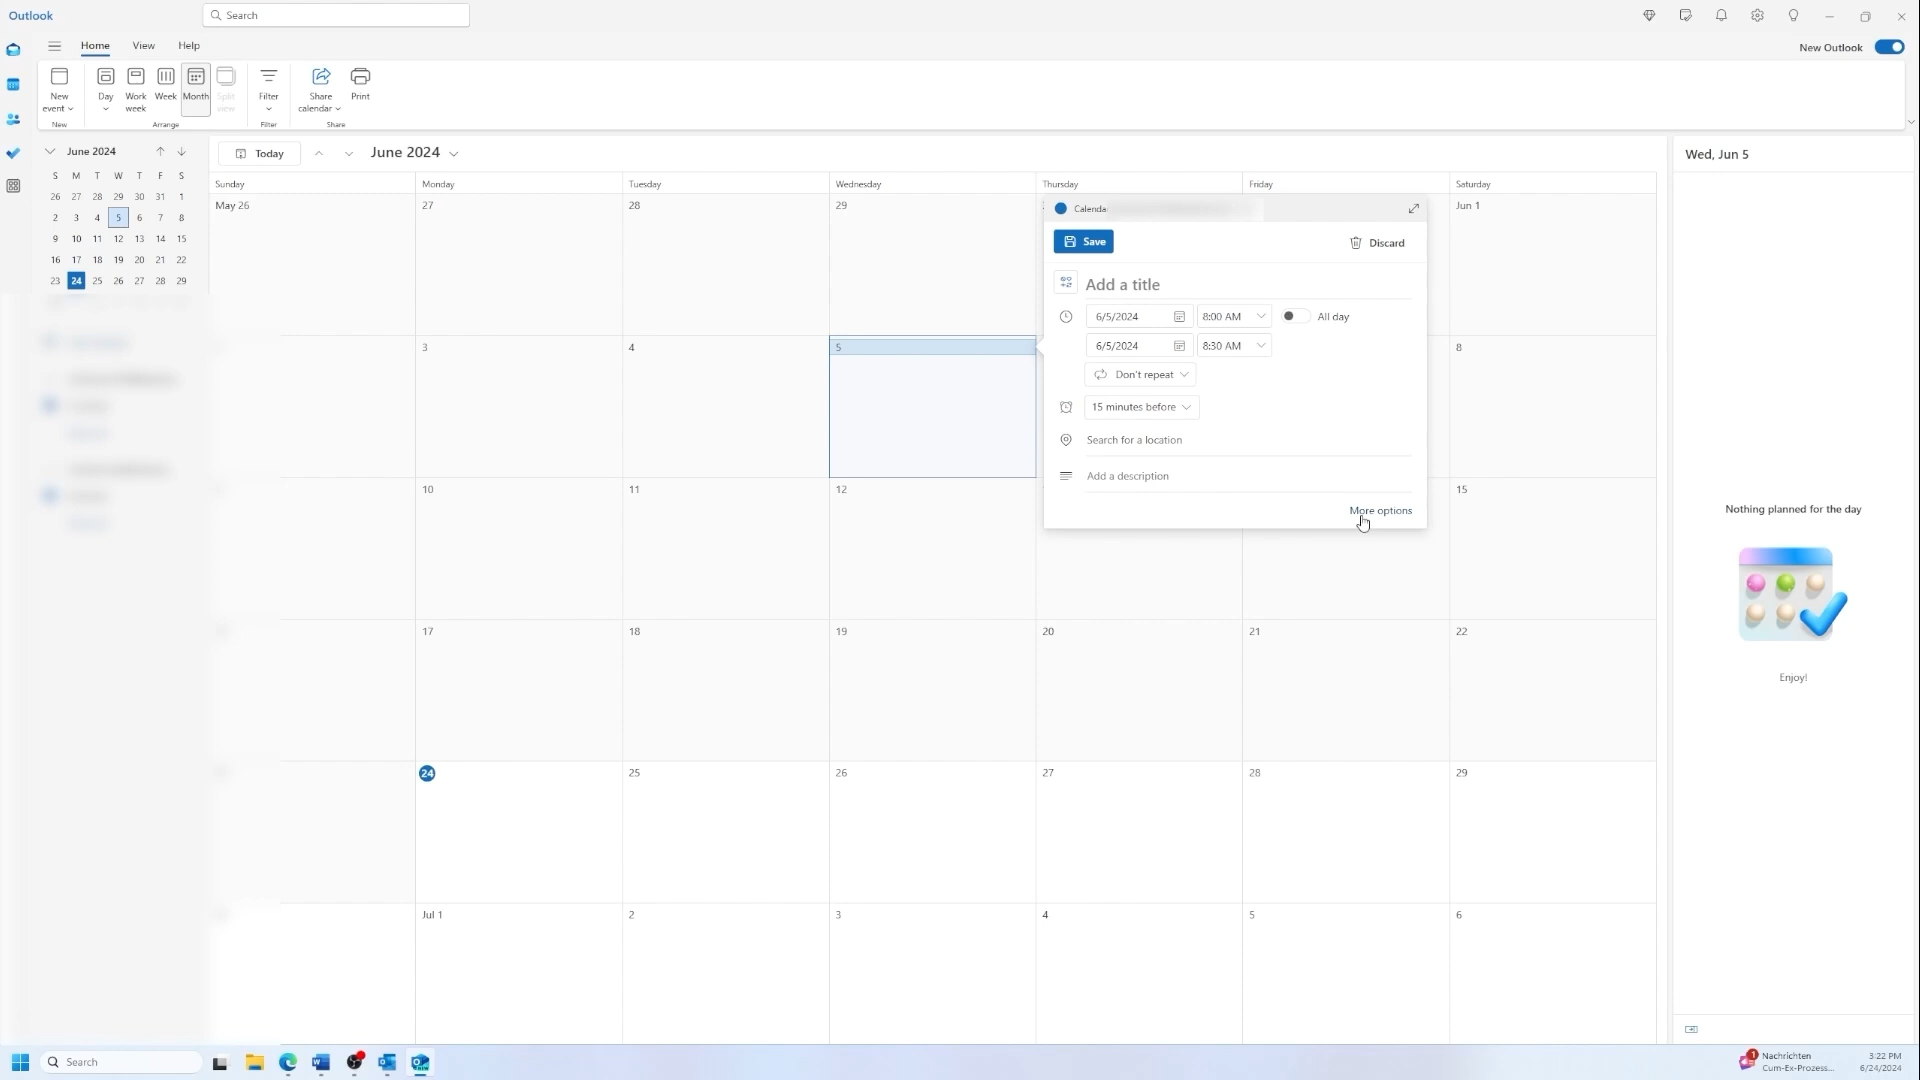 Outlook
Search
Home View Help
New Outlook
New event
Day
Work week
Week
Month
Split view
Filter
Share calendar
Print
New
Arrange
Filter
Share
June 2024
S M T W T F S
26 27 28 29 30 31 1
2 3 4 5 6 7 8
9 10 11 12 13 14 15
16 17 18 19 20 21 22
23 24 25 26 27 28 29
Today
June 2024
Wed, Jun 5
Sunday Monday Tuesday Wednesday Thursday Friday Saturday
May 26 27 28 29 Jun 1
3 4 5 8
10 11 12 15
17 18 19 20 21 22
24 25 26 27 28 29
Jul 1 2 3 4 5 6
Calenda
Save
Discard
Add a title
6/5/2024 8:00 AM All day
6/5/2024 8:30 AM
Don't repeat
15 minutes before
Search for a location
Add a description
More options
Nothing planned for the day
Enjoy!
Search
1
Nachrichten
Cum-Ex-Prozess...
3:22 PM
6/24/2024